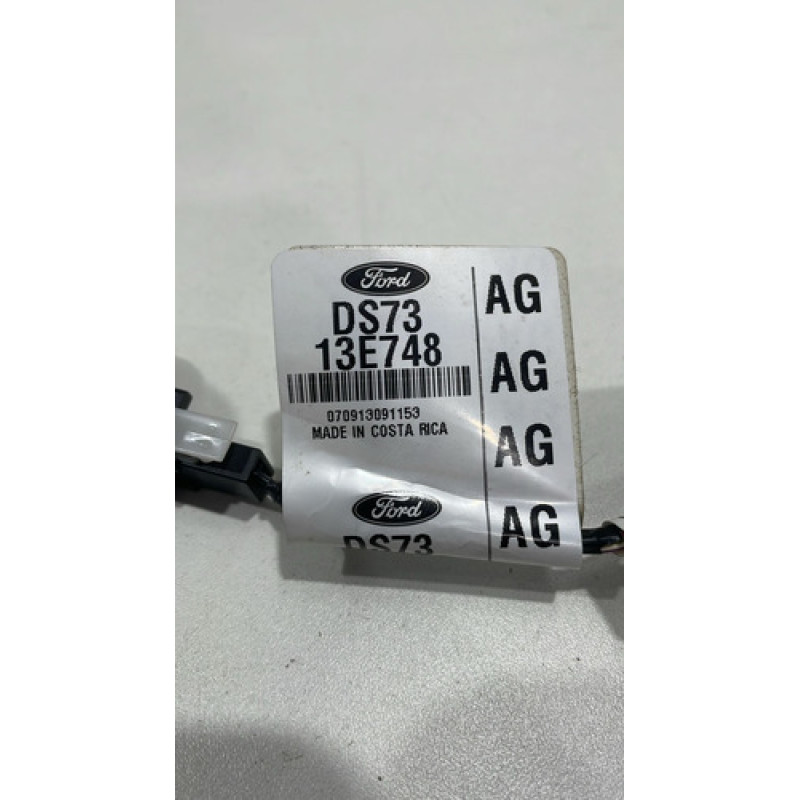 Ford
DS73
13E748
070913091153
MADE IN COSTA RICA
Ford
DS73
AG
AG
AG
AG